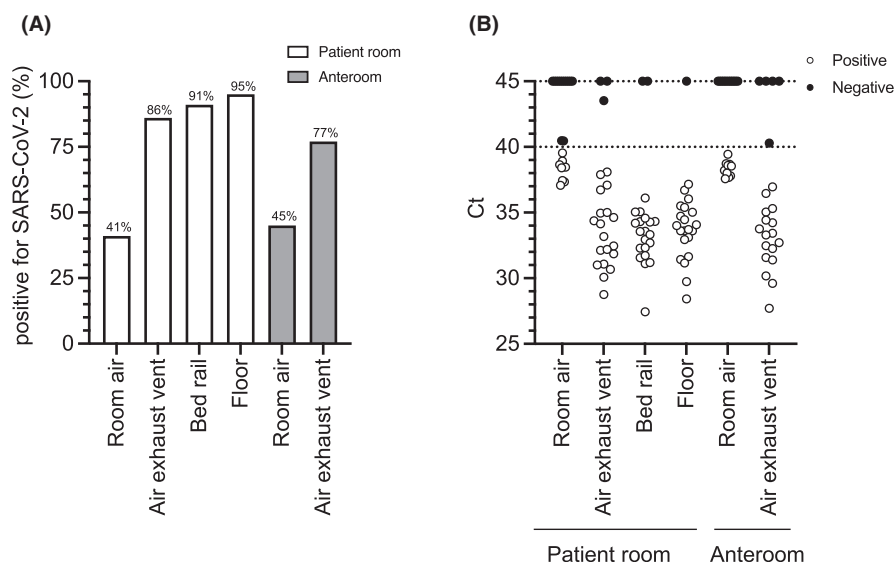 (A)
Patient room
Anteroom
positive for SARS-CoV-2 (%)
100
75
50
25
0
41%
86%
91%
95%
45%
77%
Room air
Air exhaust vent
Bed rail
Floor
Room air
Air exhaust vent
(B)
Positive
Negative
Ct
45
40
35
30
25
Room air
Air exhaust vent
Bed rail
Floor
Room air
Air exhaust vent
Patient room
Anteroom